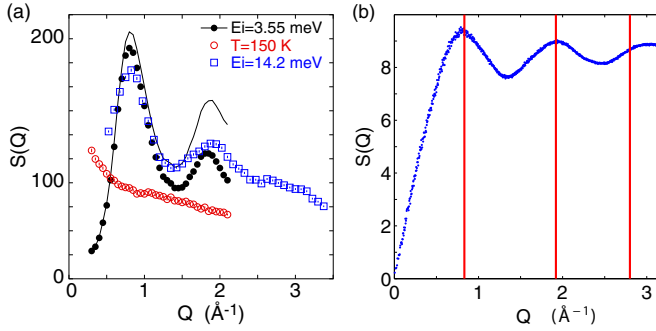 (a)
Ei=3.55 meV
T=150 K
Ei=14.2 meV
200
100
0
S(Q)
0 1 2 3
Q (Å-1)
(b)
8
6
4
2
0
S(Q)
0 1 2 3
Q (Å−1)